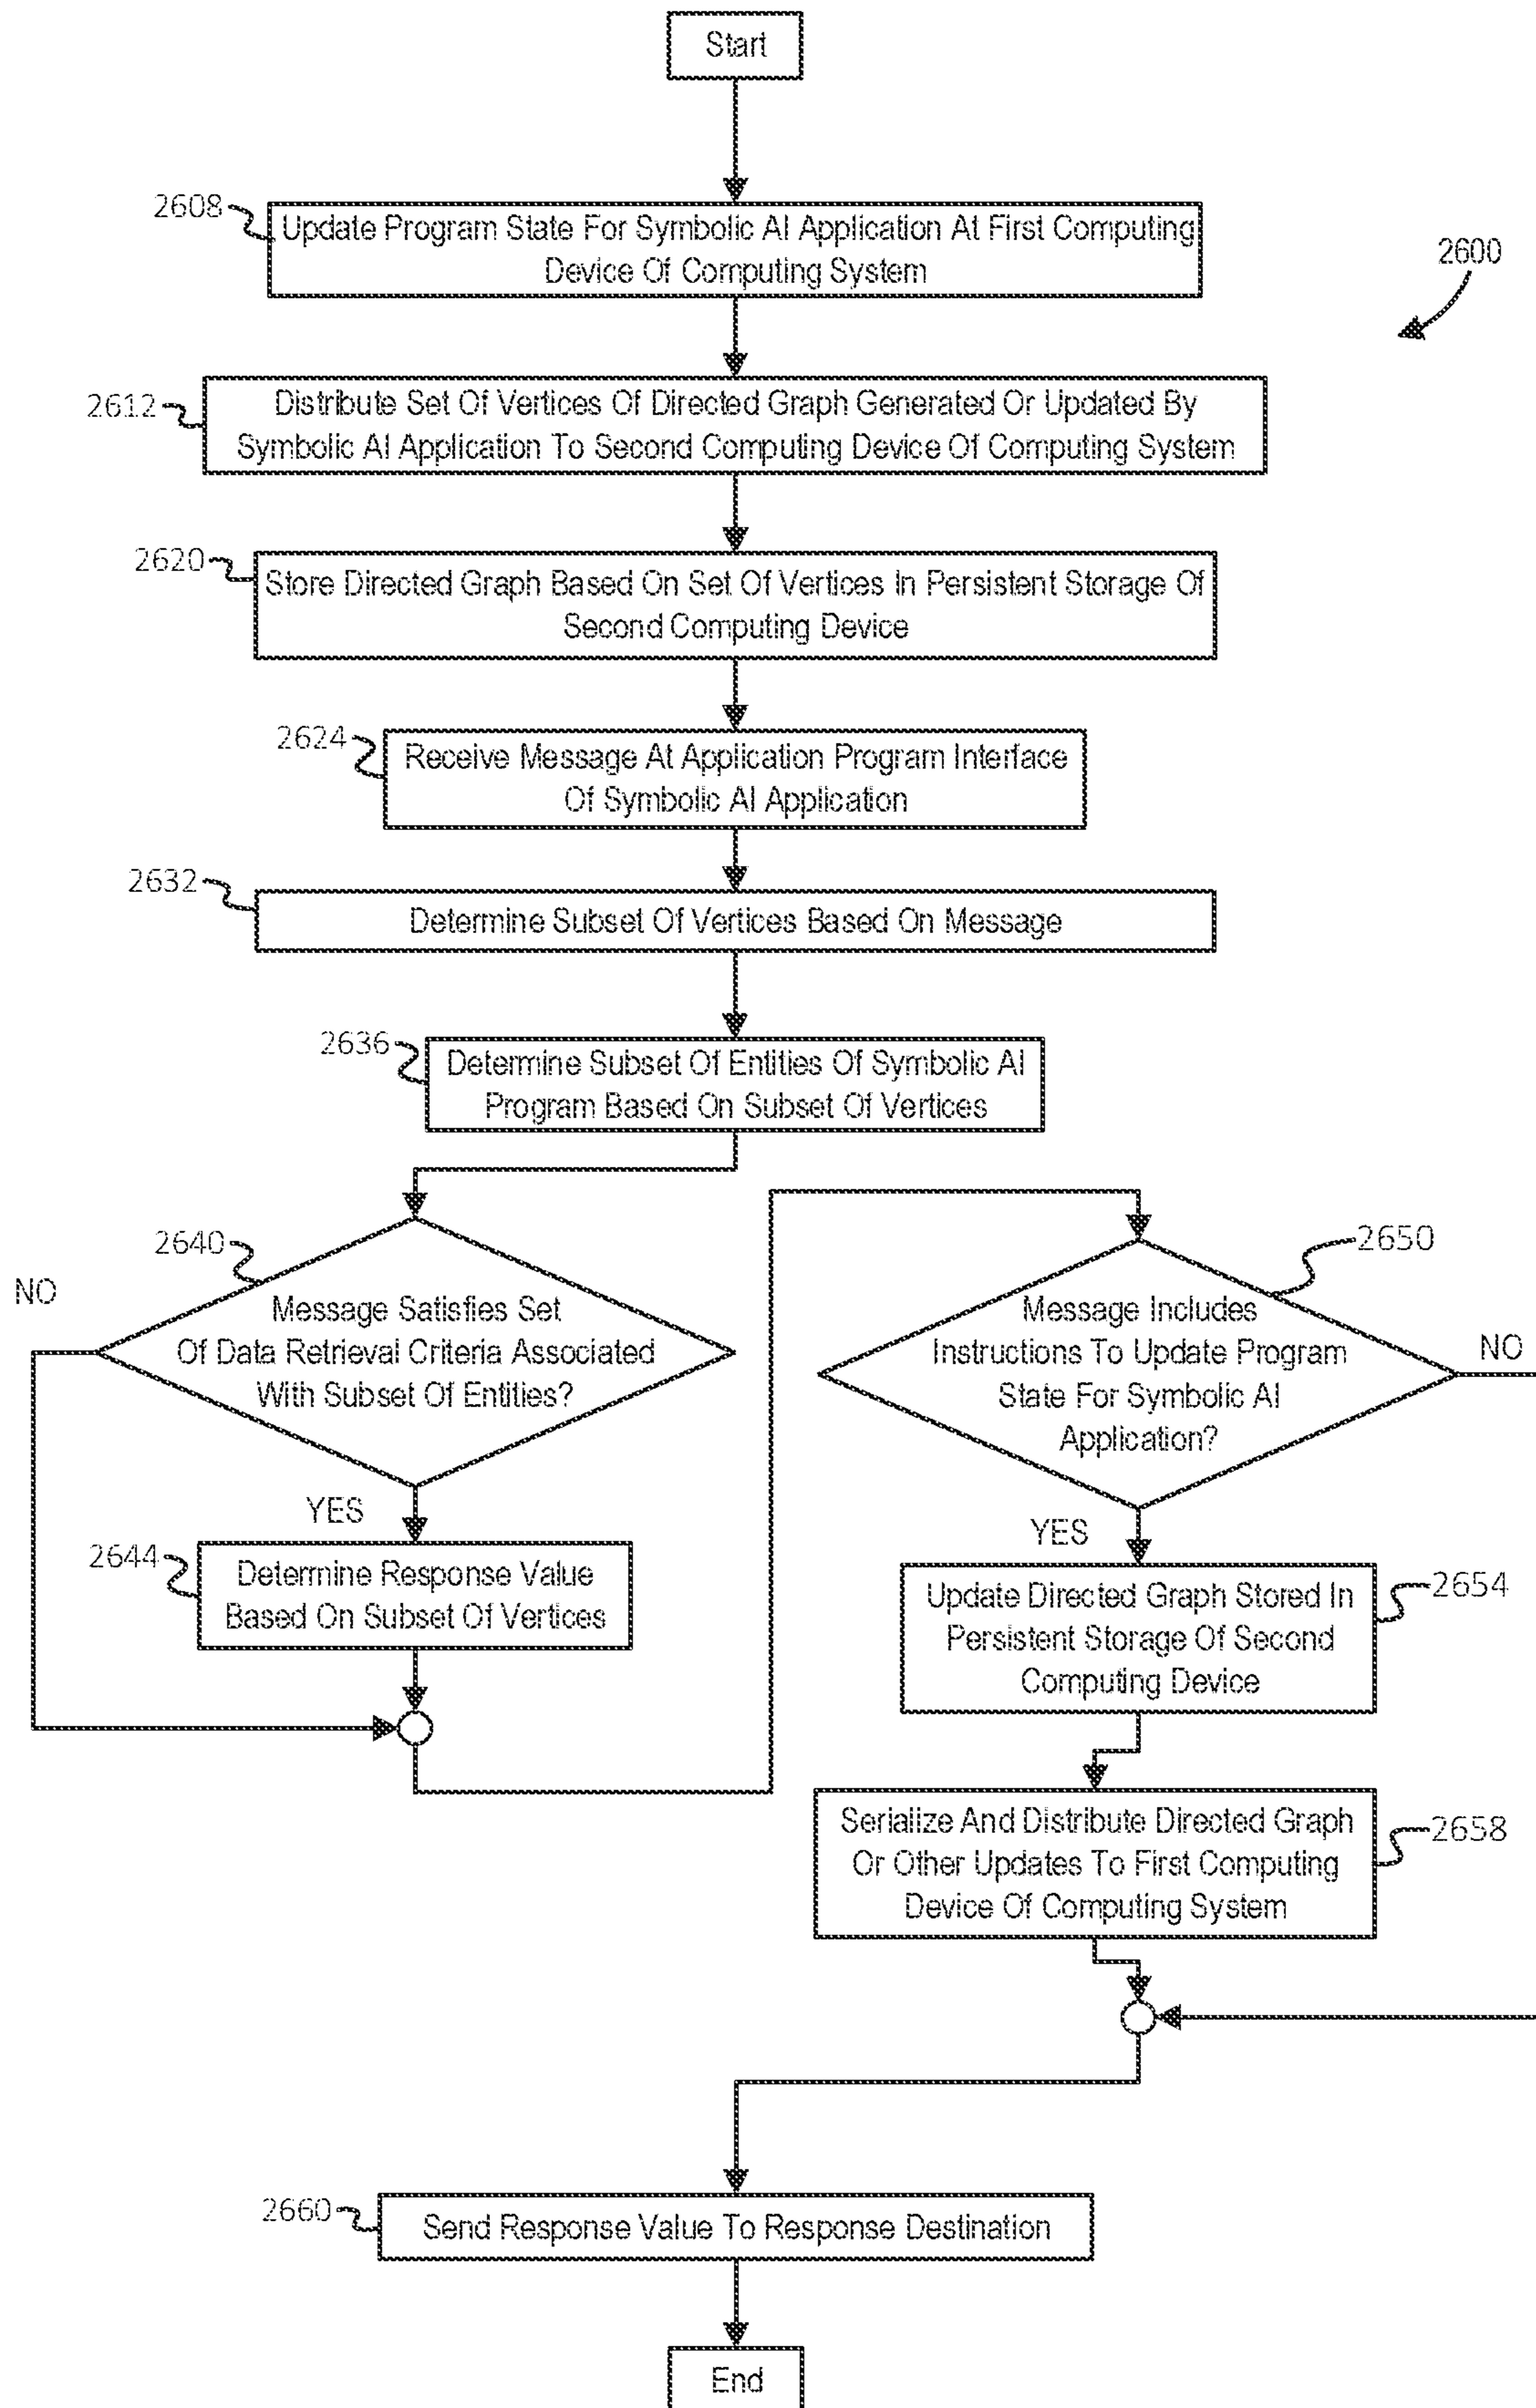 Start
2608
Update Program State For Symbolic AI Application At First Computing
Device Of Computing System
2600
2612
Distribute Set Of Vertices Of Directed Graph Generated Or Updated By
Symbolic AI Application To Second Computing Device Of Computing System
2620
Store Directed Graph Based On Set Of Vertices In Persistent Storage Of
Second Computing Device
2624
Receive Message At Application Program Interface
Of Symbolic AI Application
2632
Determine Subset Of Vertices Based On Message
2636
Determine Subset Of Entities Of Symbolic AI
Program Based On Subset Of Vertices
2640
NO
Message Satisfies Set
Of Data Retrieval Criteria Associated
With Subset Of Entities?
YES
2644
Determine Response Value
Based On Subset Of Vertices
2650
Message Includes
Instructions To Update Program
State For Symbolic AI
Application?
NO
YES
2654
Update Directed Graph Stored In
Persistent Storage Of Second
Computing Device
2658
Serialize And Distribute Directed Graph
Or Other Updates To First Computing
Device Of Computing System
2660
Send Response Value To Response Destination
End